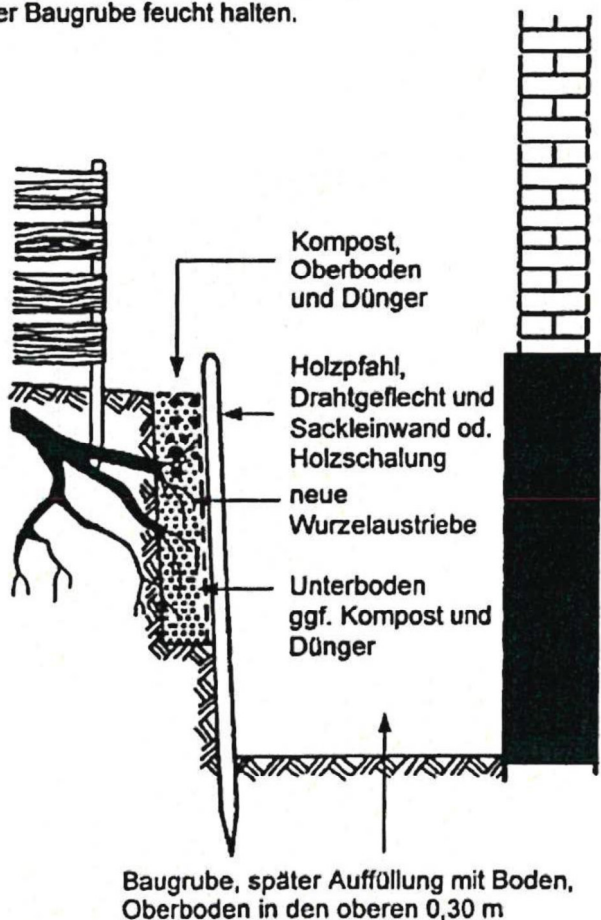 er Baugrube feucht halten.
Kompost,
Oberboden
und Dünger
Holzpfahl,
Drahtgeflecht und
Sackleinwand od.
Holzschalung
neue
Wurzelaustriebe
Unterboden
ggf. Kompost und
Dünger
Baugrube, später Auffüllung mit Boden,
Oberboden in den oberen 0,30 m